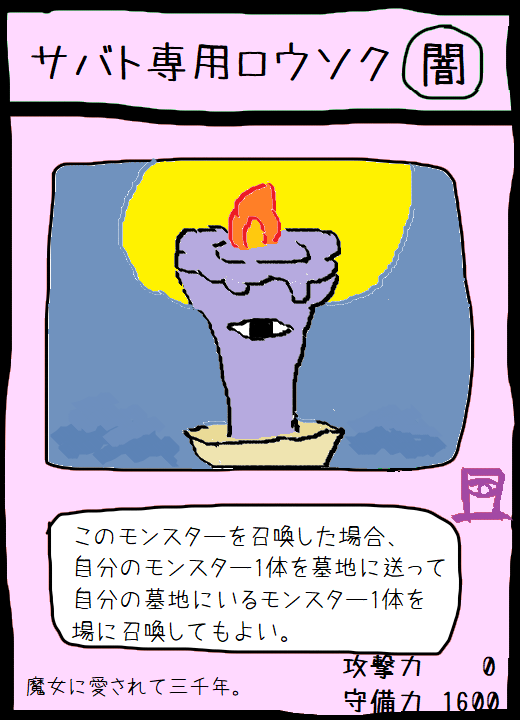 サバト専用ロウソク 闇
このモンスターを召喚した場合、
自分のモンスター1体を墓地に送って
自分の墓地にいるモンスター1体を
場に召喚してもよい。
攻撃力 0
魔女に愛されて三千年。
守備力 1600